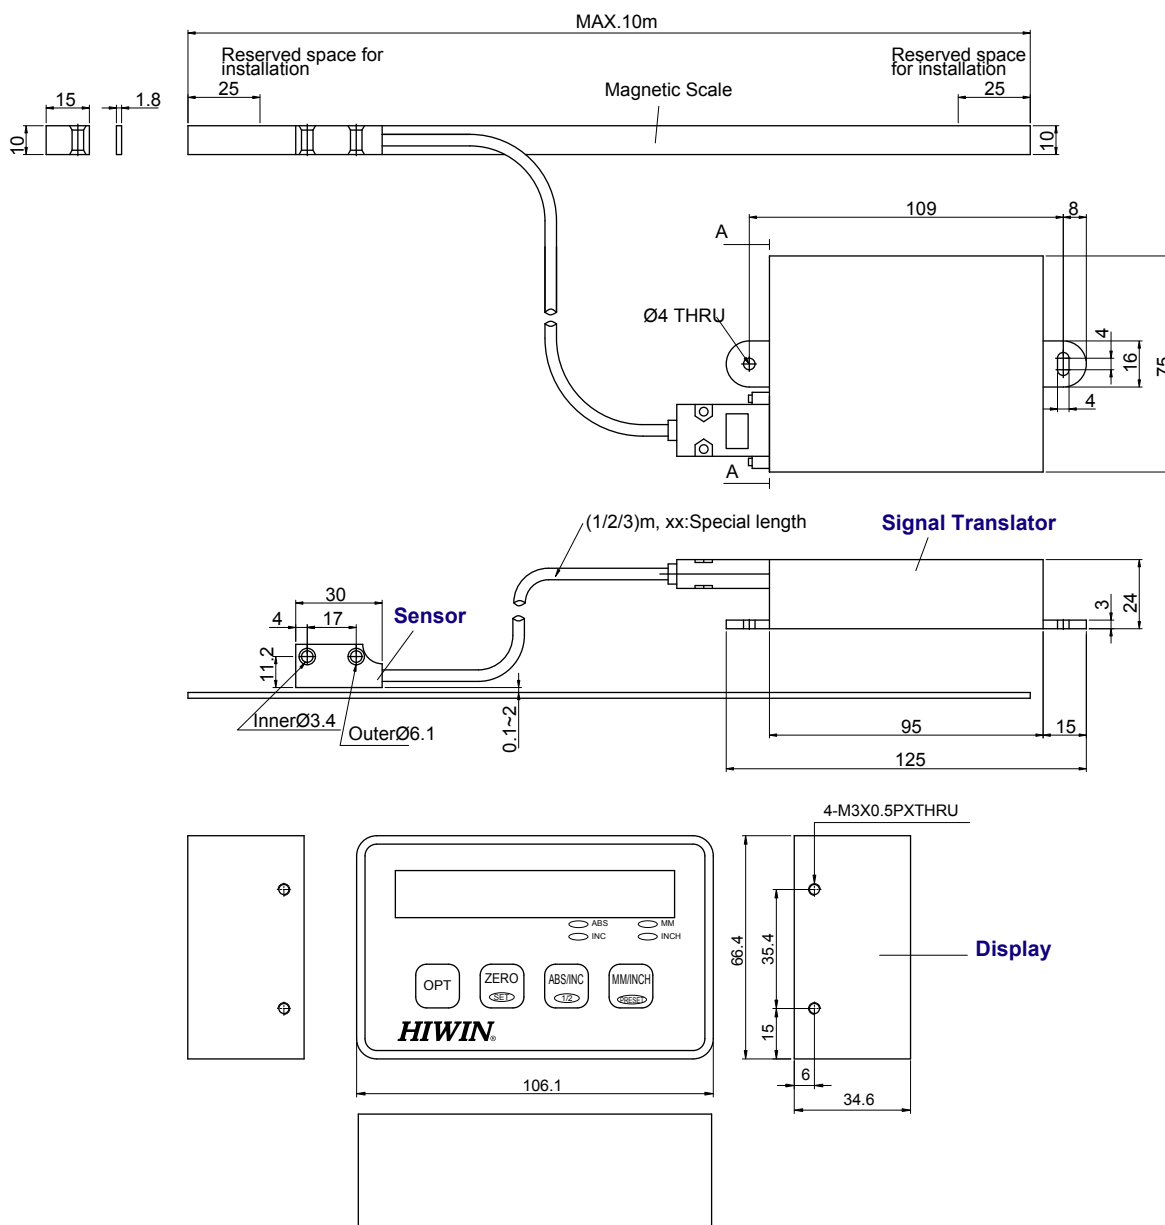 MAX.10m
Reserved space for
installation
Reserved space
for installation
25
Magnetic Scale
25
15
1.8
10
10
109
8
A
Ø4 THRU
4
16
75
4
A
(1/2/3)m, xx:Special length
Signal Translator
30
4
17
Sensor
11.2
3
24
InnerØ3.4
OuterØ6.1
0.1~2
95
15
125
4-M3X0.5PXTHRU
ABS
MM
INC
INCH
66.4
35.4
Display
OPT
ZERO
SET
ABS/INC
1/2
MM/INCH
PRESET
HIWIN®
15
6
106.1
34.6